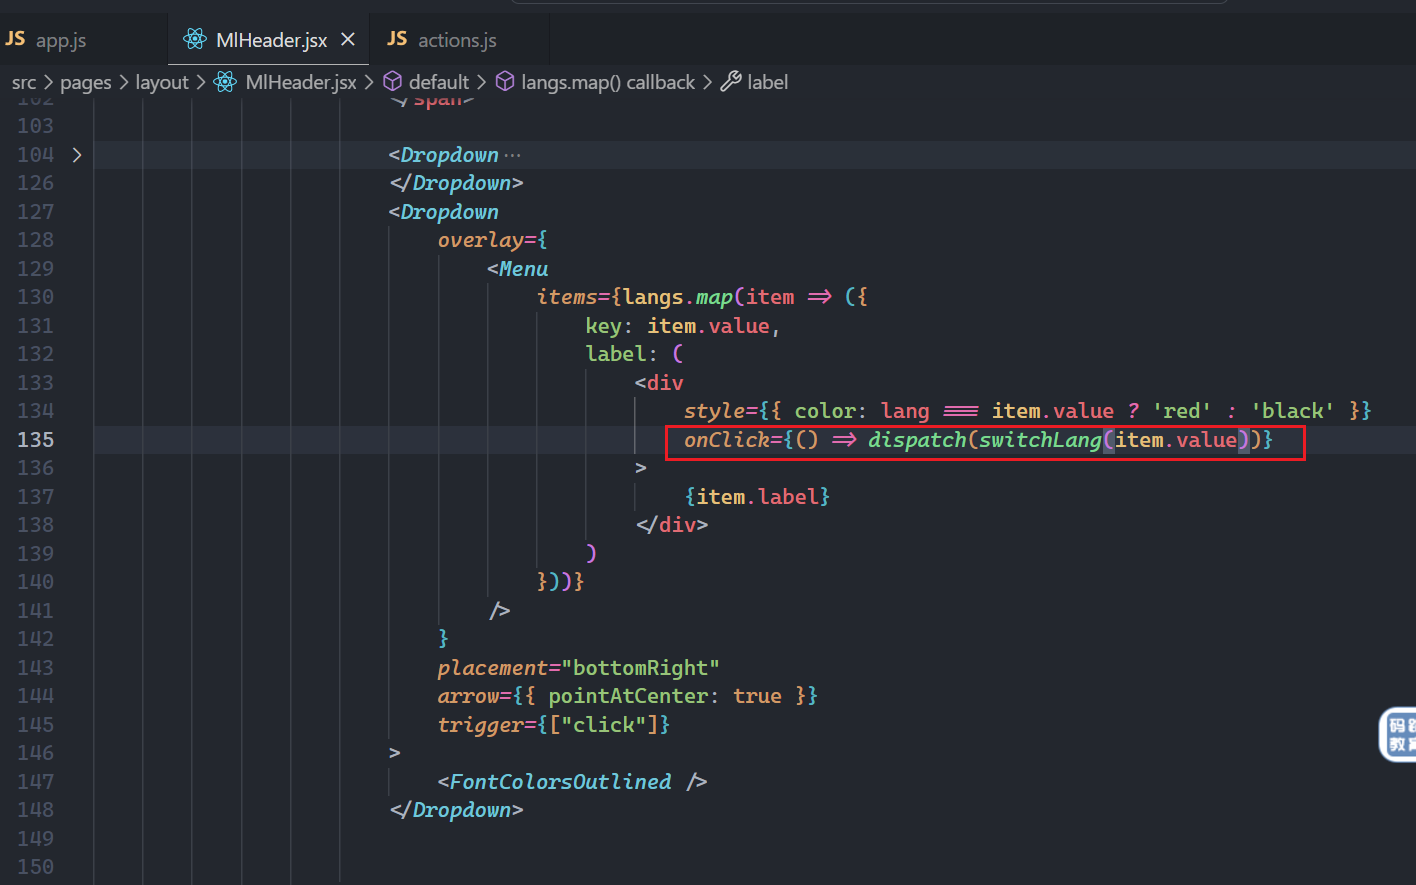 JS app.js MlHeader.jsx JS actions.js
src > pages > layout > MlHeader.jsx > default > langs.map() callback > label
102 </span>
103
104 <Dropdown ···
126 </Dropdown>
127 <Dropdown
128 overlay={
129 <Menu
130 items={langs.map(item => ({
131 key: item.value,
132 label: (
133 <div
134 style={{ color: lang === item.value ? 'red' : 'black' }}
135 onClick={() => dispatch(switchLang(item.value))}
136 >
137 {item.label}
138 </div>
139 )
140 }))}
141 />
142 }
143 placement="bottomRight"
144 arrow={{ pointAtCenter: true }}
145 trigger={["click"]}
146 >
147 <FontColorsOutlined />
148 </Dropdown>
149
150